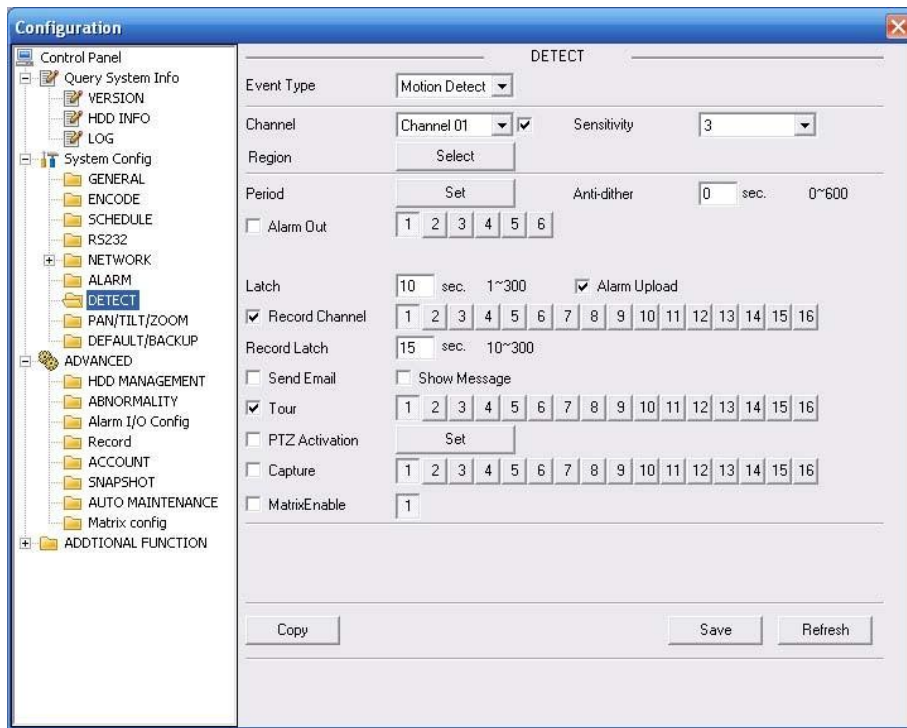 Configuration
Control Panel
Query System Info
VERSION
HDD INFO
LOG
System Config
GENERAL
ENCODE
SCHEDULE
RS232
NETWORK
ALARM
DETECT
PAN/TILT/ZOOM
DEFAULT/BACKUP
ADVANCED
HDD MANAGEMENT
ABNORMALITY
Alarm I/O Config
Record
ACCOUNT
SNAPSHOT
AUTO MAINTENANCE
Matrix config
ADDTIONAL FUNCTION
DETECT
Event Type Motion Detect
Channel Channel 01 Sensitivity 3
Region Select
Period Set Anti-dither 0 sec. 0~600
Alarm Out 1 2 3 4 5 6
Latch 10 sec. 1~300 Alarm Upload
Record Channel 1 2 3 4 5 6 7 8 9 10 11 12 13 14 15 16
Record Latch 15 sec. 10~300
Send Email Show Message
Tour 1 2 3 4 5 6 7 8 9 10 11 12 13 14 15 16
PTZ Activation Set
Capture 1 2 3 4 5 6 7 8 9 10 11 12 13 14 15 16
MatrixEnable 1
Copy Save Refresh